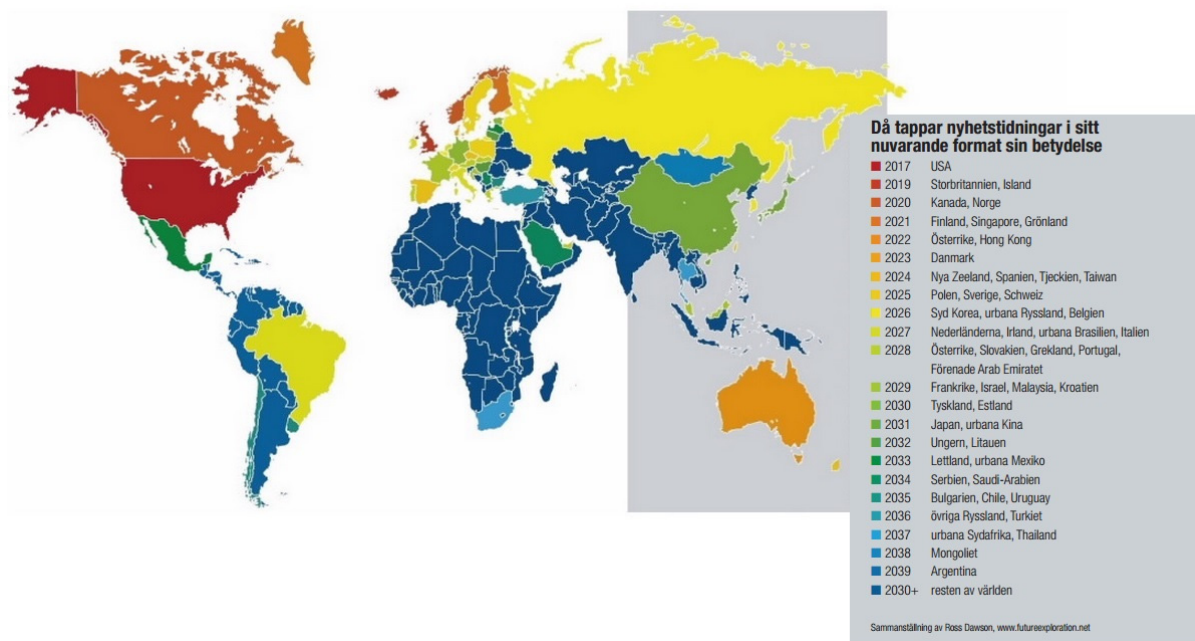 Då tappar nyhetstidningar i sitt
nuvarande format sin betydelse
2017 USA
2019 Storbritannien, Island
2020 Kanada, Norge
2021 Finland, Singapore, Grönland
2022 Österrike, Hong Kong
2023 Danmark
2024 Nya Zeeland, Spanien, Tjeckien, Taiwan
2025 Polen, Sverige, Schweiz
2026 Syd Korea, urbana Ryssland, Belgien
2027 Nederländerna, Irland, urbana Brasilien, Italien
2028 Österrike, Slovakien, Grekland, Portugal,
Förenade Arab Emiratet
2029 Frankrike, Israel, Malaysia, Kroatien
2030 Tyskland, Estland
2031 Japan, urbana Kina
2032 Ungern, Litauen
2033 Lettland, urbana Mexiko
2034 Serbien, Saudi-Arabien
2035 Bulgarien, Chile, Uruguay
2036 övriga Ryssland, Turkiet
2037 urbana Sydafrika, Thailand
2038 Mongoliet
2039 Argentina
2030+ resten av världen
Sammanställning av Ross Dawson, www.futureexploration.net